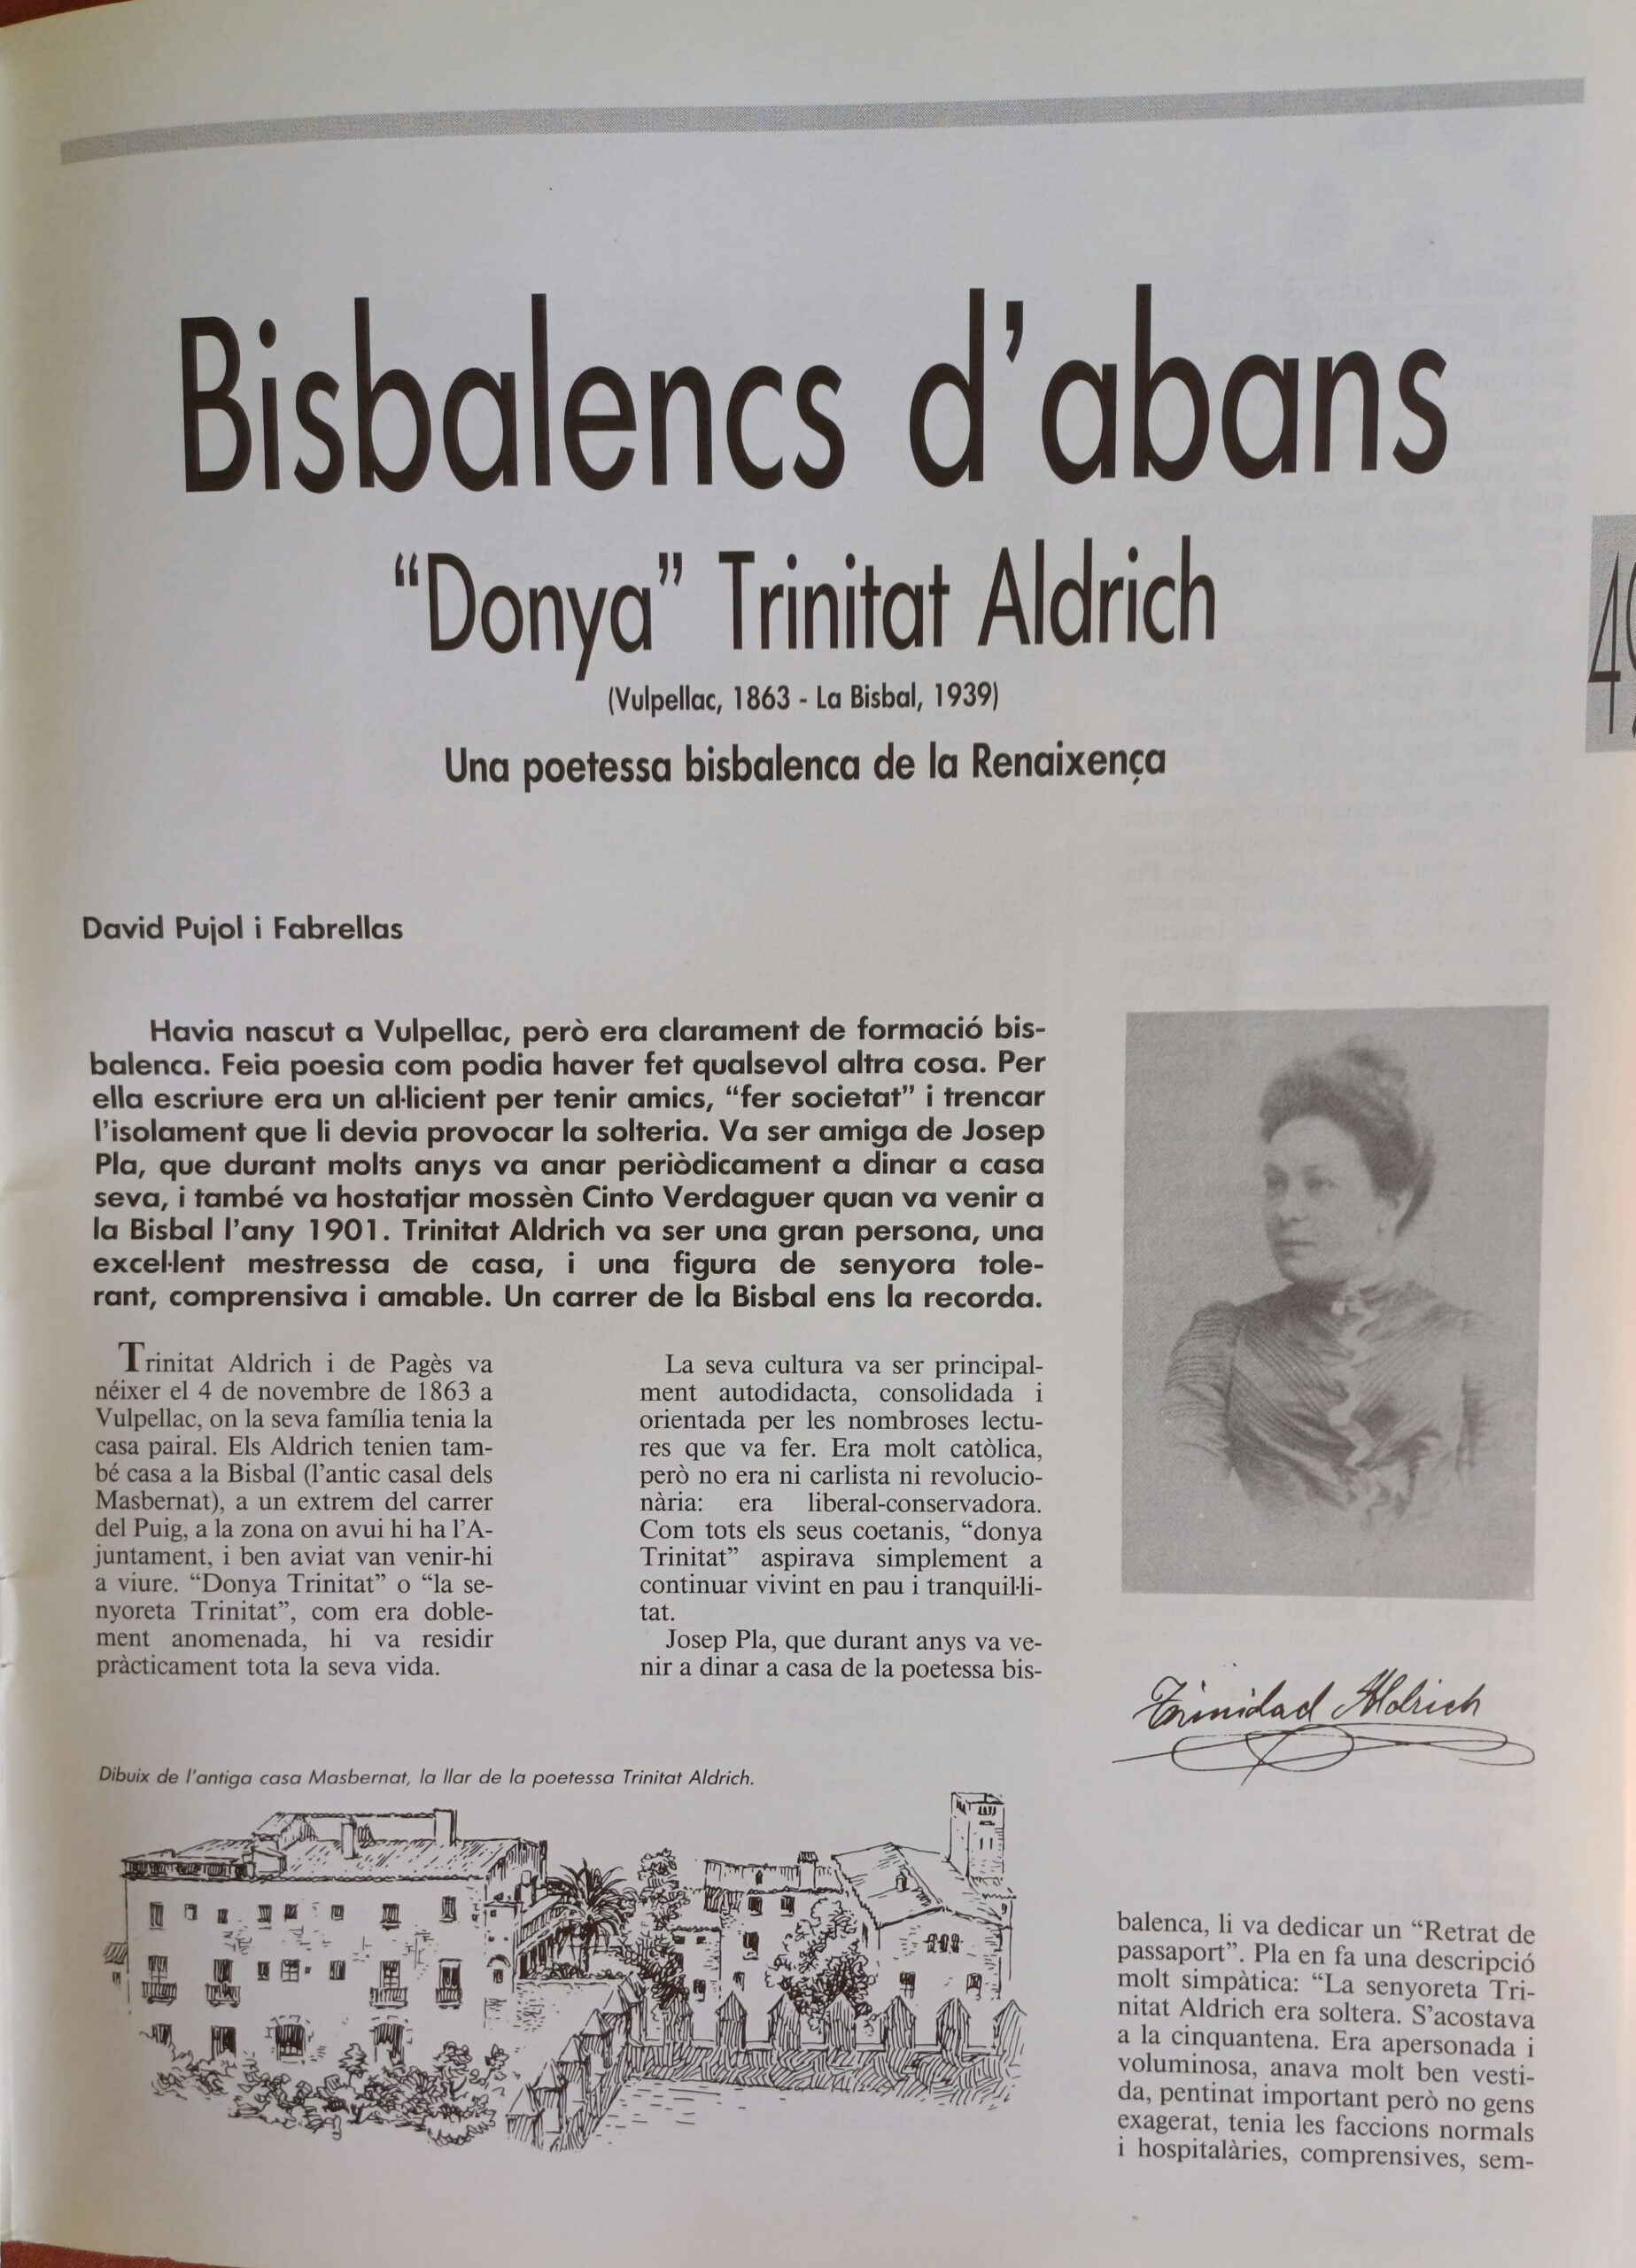 Bisbalencs d'abans
“Donya” Trinitat Aldrich
(Vulpellac, 1863 - La Bisbal, 1939)
Una poetessa bisbalenca de la Renaixença
David Pujol i Fabrellas
Havia nascut a Vulpellac, però era clarament de formació bis-
balenca. Feia poesia com podia haver fet qualsevol altra cosa. Per
ella escriure era un al·licient per tenir amics, “fer societat” i trencar
l'isolament que li devia provocar la solteria. Va ser amiga de Josep
Pla, que durant molts anys va anar periòdicament a dinar a casa
seva, i també va hostatjar mossèn Cinto Verdaguer quan va venir a
la Bisbal l'any 1901. Trinitat Aldrich va ser una gran persona, una
excel·lent mestressa de casa, i una figura de senyora tole-
rant, comprensiva i amable. Un carrer de la Bisbal ens la recorda.
Trinitat Aldrich i de Pagès va
néixer el 4 de novembre de 1863 a
Vulpellac, on la seva família tenia la
casa pairal. Els Aldrich tenien tam-
bé casa a la Bisbal (l'antic casal dels
Masbernat), a un extrem del carrer
del Puig, a la zona on avui hi ha l'A-
juntament, i ben aviat van venir-hi
a viure. “Donya Trinitat” o “la se-
nyoreta Trinitat”, com era doble-
ment anomenada, hi va residir
pràcticament tota la seva vida.
La seva cultura va ser principal-
ment autodidacta, consolidada i
orientada per les nombroses lectu-
res que va fer. Era molt catòlica,
però no era ni carlista ni revolucio-
nària: era liberal-conservadora.
Com tots els seus coetanis, “donya
Trinitat” aspirava simplement a
continuar vivint en pau i tranquil·li-
tat.
Josep Pla, que durant anys va ve-
nir a dinar a casa de la poetessa bis-
Trinidad Aldrich
Dibuix de l'antiga casa Masbernat, la llar de la poetessa Trinitat Aldrich.
balenca, li va dedicar un “Retrat de
passaport”. Pla en fa una descripció
molt simpàtica: “La senyoreta Tri-
nitat Aldrich era soltera. S'acostava
a la cinquantena. Era apersonada i
voluminosa, anava molt ben vesti-
da, pentinat important però no gens
exagerat, tenia les faccions normals
i hospitalàries, comprensives, sem-